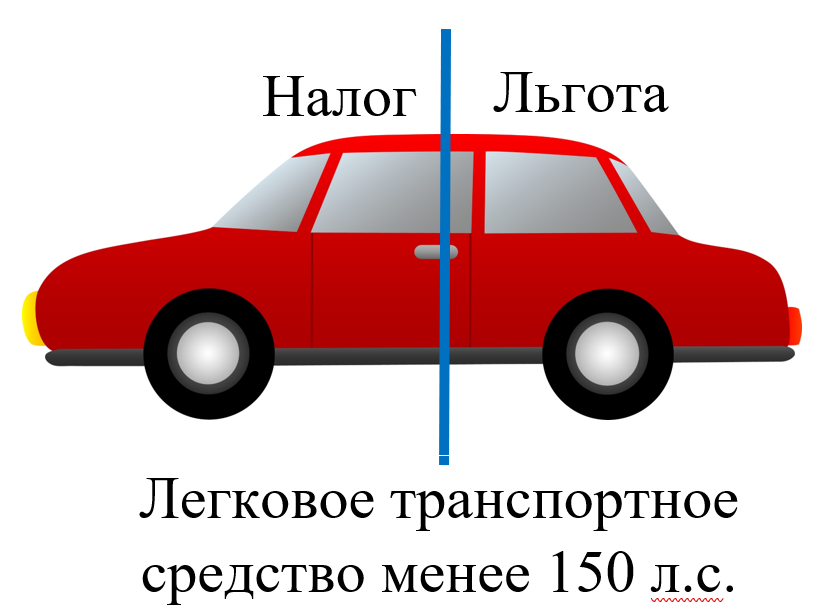 Налог
Льгота
Легковое транспортное
средство менее 150 л.с.